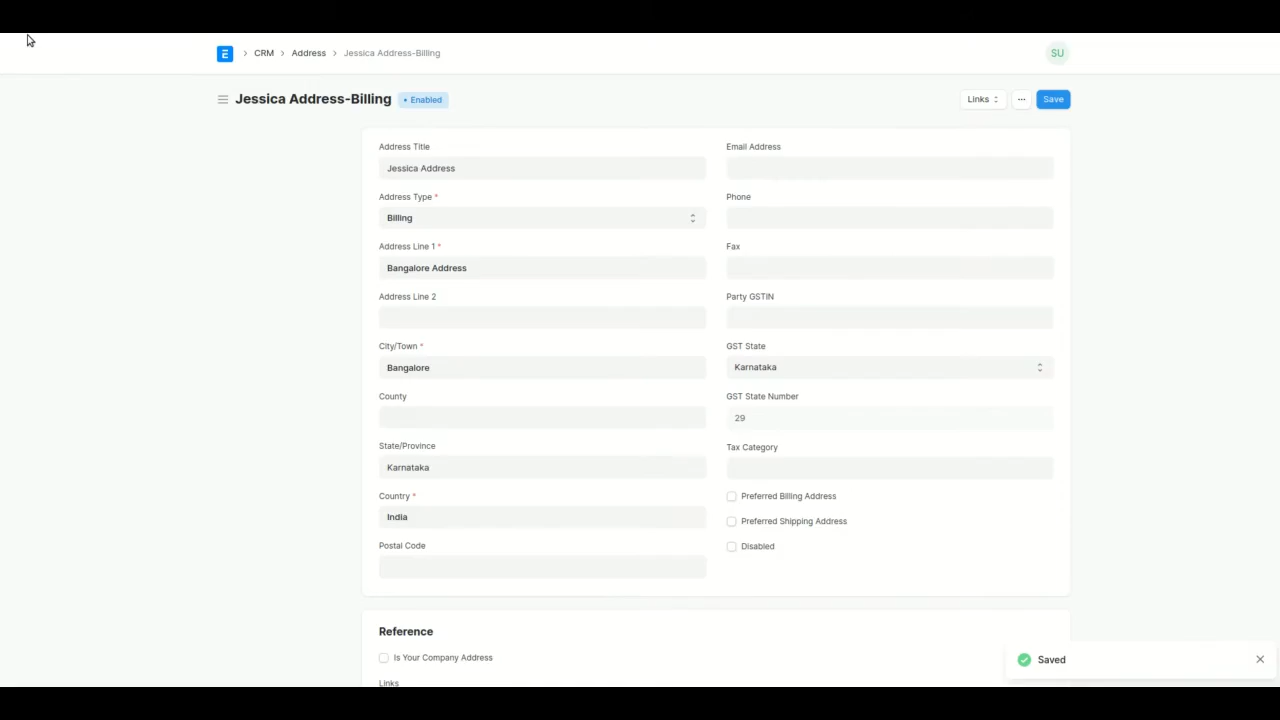 E > CRM > Address > Jessica Address-Billing
SU
Jessica Address-Billing
• Enabled
Links
...
Save
Address Title
Jessica Address
Address Type *
Billing
Address Line 1 *
Bangalore Address
Address Line 2
City/Town *
Bangalore
County
State/Province
Karnataka
Country *
India
Postal Code
Email Address
Phone
Fax
Party GSTIN
GST State
Karnataka
GST State Number
29
Tax Category
Preferred Billing Address
Preferred Shipping Address
Disabled
Reference
Is Your Company Address
Links
Saved